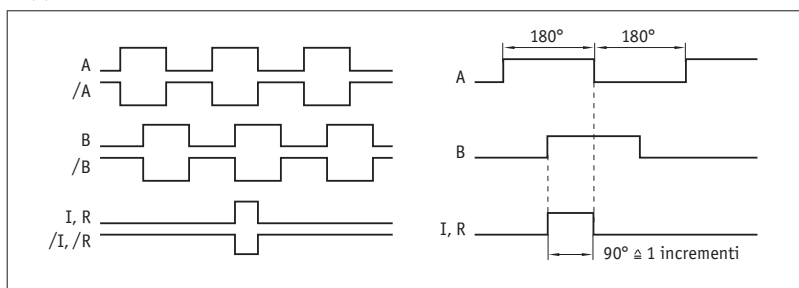 A
/A
B
/B
I, R
/I, /R
180° 180°
A
B
I, R
90° ≙ 1 incrementi